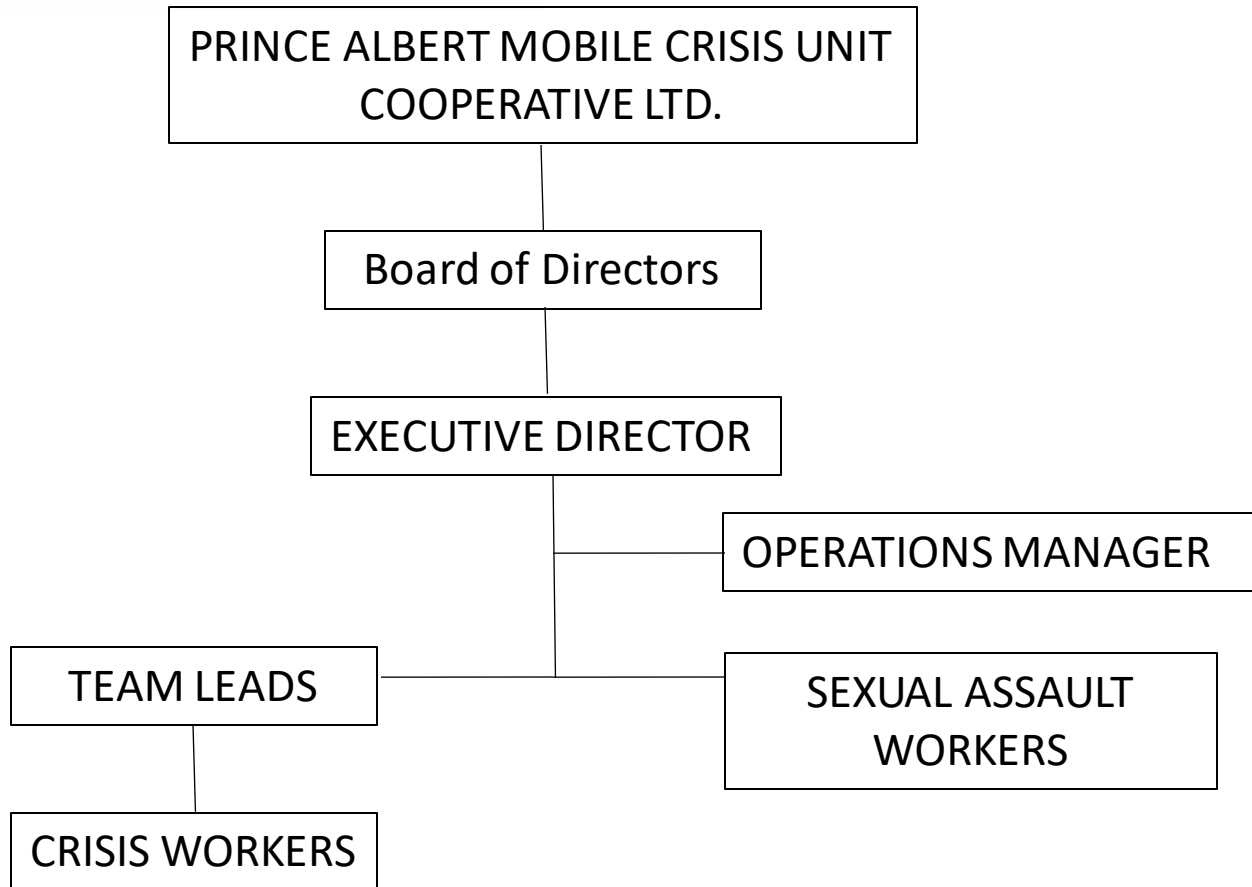 PRINCE ALBERT MOBILE CRISIS UNIT
COOPERATIVE LTD.
Board of Directors
EXECUTIVE DIRECTOR
OPERATIONS MANAGER
TEAM LEADS
SEXUAL ASSAULT
WORKERS
CRISIS WORKERS